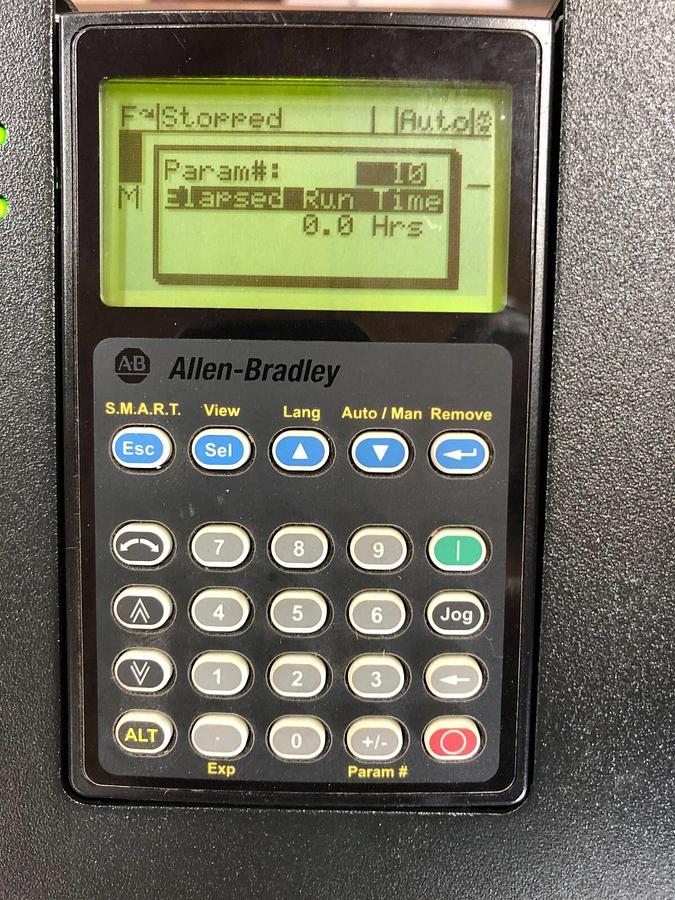 F Stopped Auto
Param#: 10
M
Elapsed Run Time
0.0 Hrs
A·B Allen-Bradley
S.M.A.R.T. View Lang Auto / Man Remove
Esc Sel
7 8 9
4 5 6 Jog
1 2 3
ALT . 0 +/-
Exp Param #